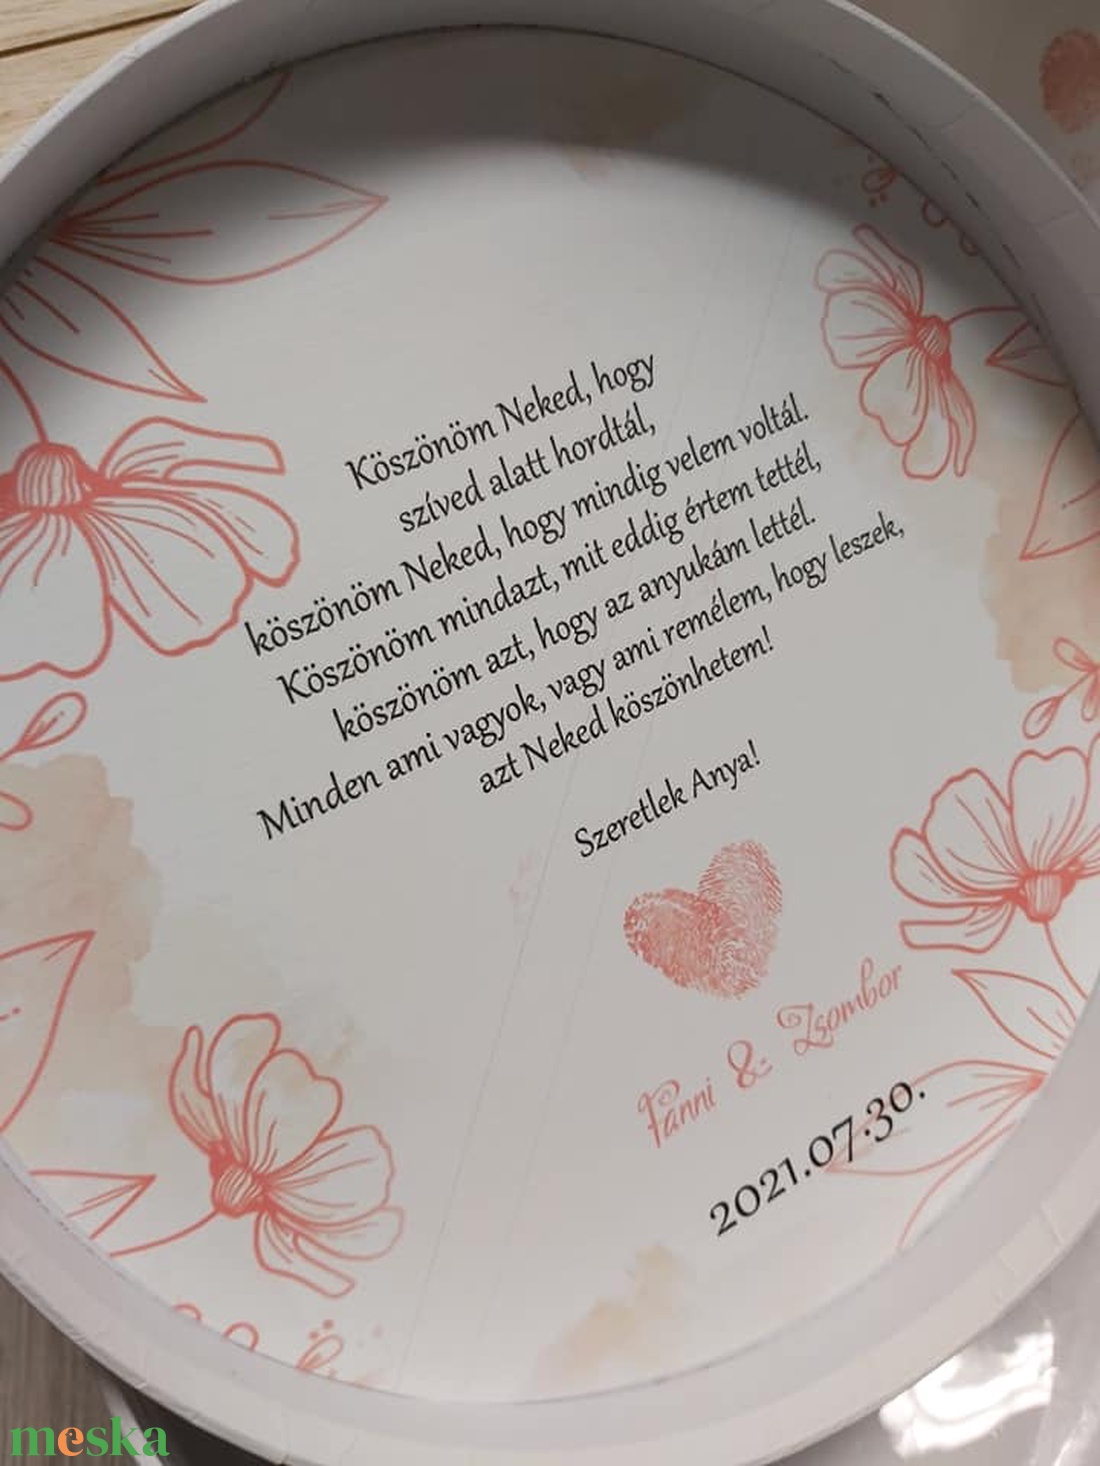 Köszönöm Neked, hogy
szíved alatt hordtál,
köszönöm Neked, hogy mindig velem voltál.
Köszönöm mindazt, mit eddig értem tettél,
köszönöm azt, hogy az anyukám lettél.
Minden ami vagyok, vagy ami remélem, hogy leszek,
azt Neked köszönhetem!
Szeretlek Anya!
Fanni & Zsombor
2021.07.30.
meska